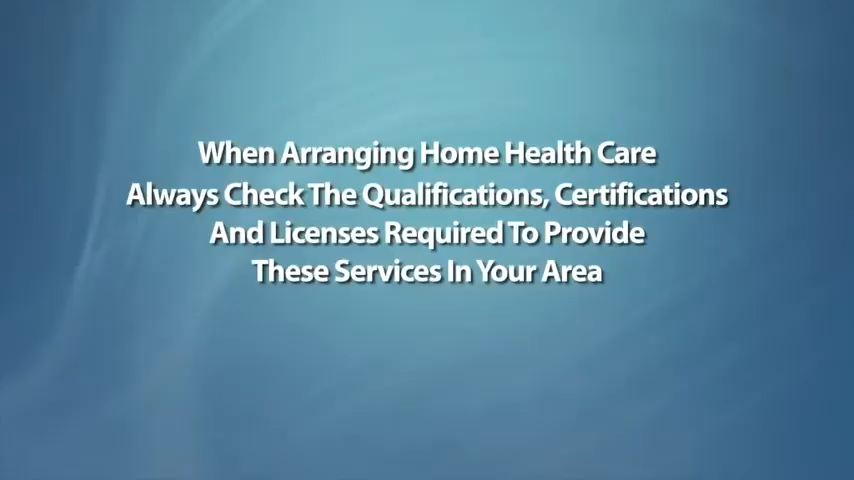 When Arranging Home Health Care
Always Check The Qualifications, Certifications
And Licenses Required To Provide
These Services In Your Area